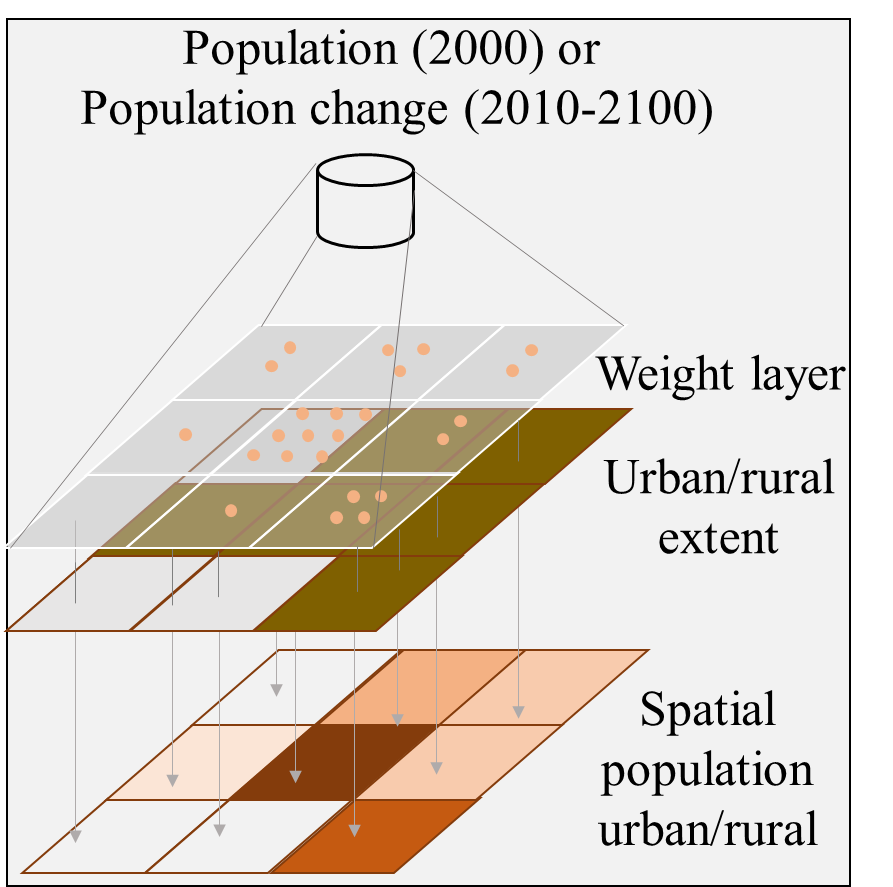 Population (2000) or
Population change (2010-2100)
Weight layer
Urban/rural
extent
Spatial
population
urban/rural